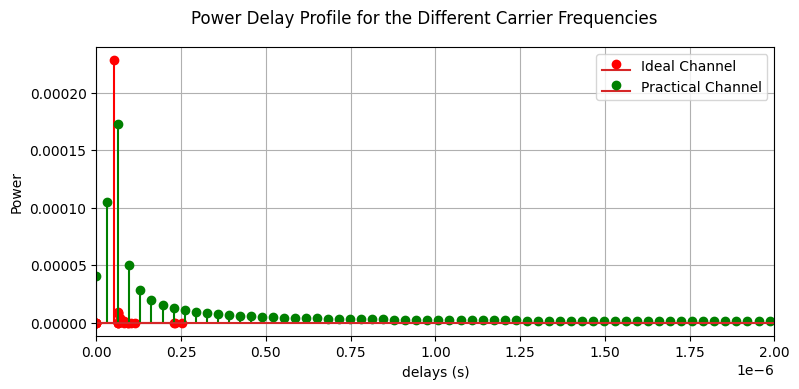 Power Delay Profile for the Different Carrier Frequencies
Ideal Channel
Practical Channel
Power
0.00020
0.00015
0.00010
0.00005
0.00000
0.00 0.25 0.50 0.75 1.00 1.25 1.50 1.75 2.00
delays (s)
1e−6